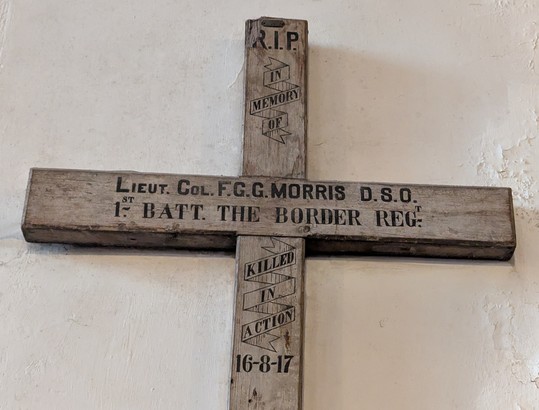 R.I.P.
IN
MEMORY
OF
LIEUT. COL. F.G.G. MORRIS D.S.O.
1ST BATT. THE BORDER REGT.
KILLED
IN
ACTION
16-8-17